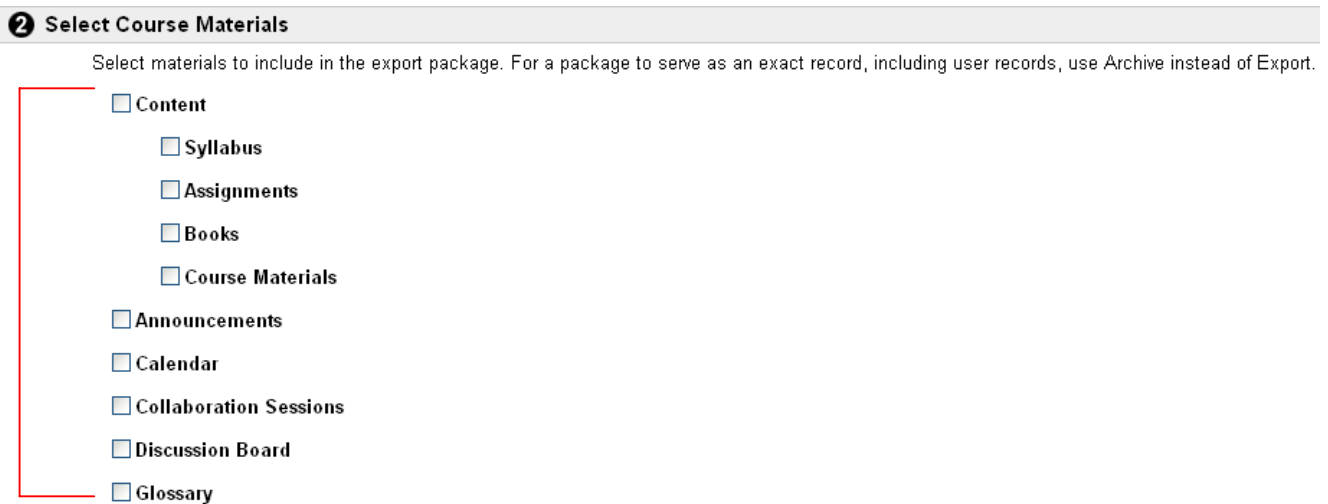 2 Select Course Materials
Select materials to include in the export package. For a package to serve as an exact record, including user records, use Archive instead of Export.
Content
Syllabus
Assignments
Books
Course Materials
Announcements
Calendar
Collaboration Sessions
Discussion Board
Glossary